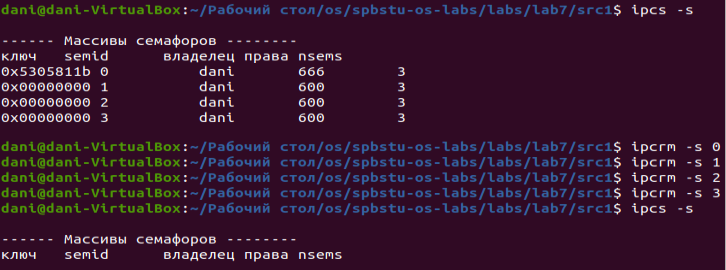 dani@dani-VirtualBox:~/Рабочий стол/os/spbstu-os-labs/labs/lab7/src1$ ipcs -s
------ Массивы семафоров --------
ключ semid владелец права nsems
0x5305811b 0 dani 666 3
0x00000000 1 dani 600 3
0x00000000 2 dani 600 3
0x00000000 3 dani 600 3
dani@dani-VirtualBox:~/Рабочий стол/os/spbstu-os-labs/labs/lab7/src1$ ipcrm -s 0
dani@dani-VirtualBox:~/Рабочий стол/os/spbstu-os-labs/labs/lab7/src1$ ipcrm -s 1
dani@dani-VirtualBox:~/Рабочий стол/os/spbstu-os-labs/labs/lab7/src1$ ipcrm -s 2
dani@dani-VirtualBox:~/Рабочий стол/os/spbstu-os-labs/labs/lab7/src1$ ipcrm -s 3
dani@dani-VirtualBox:~/Рабочий стол/os/spbstu-os-labs/labs/lab7/src1$ ipcs -s
------ Массивы семафоров --------
ключ semid владелец права nsems